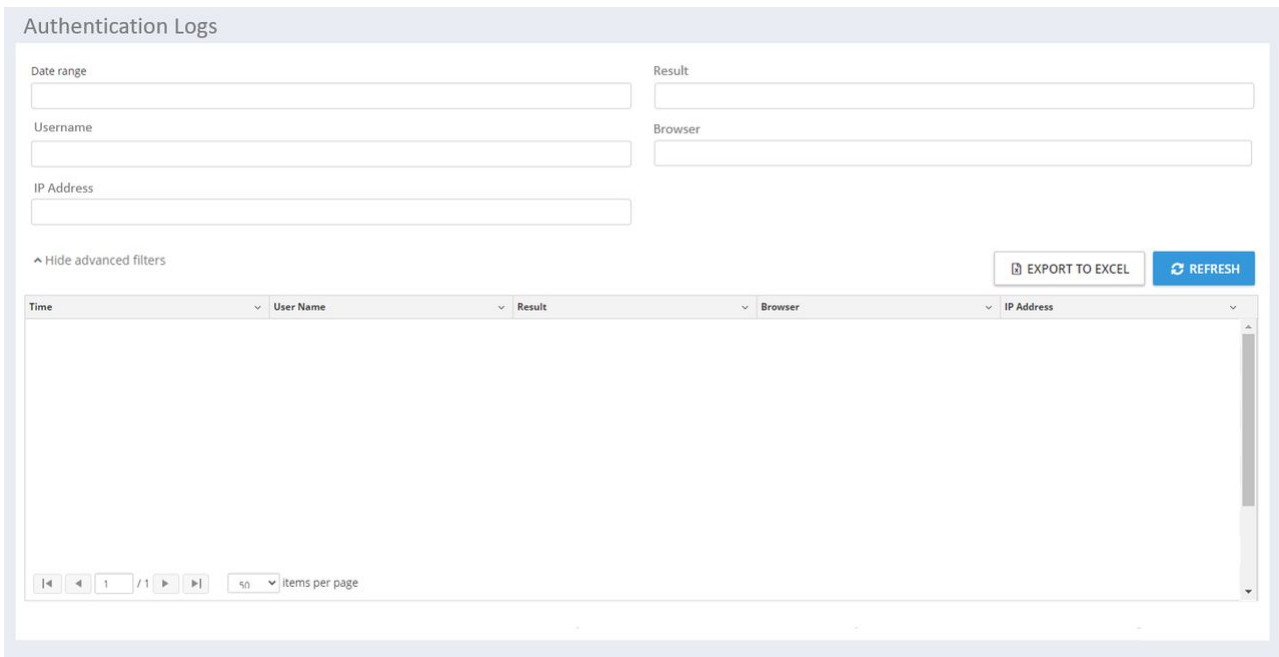 Authentication Logs
Date range
Result
Username
Browser
IP Address
Hide advanced filters
EXPORT TO EXCEL
REFRESH
Time User Name Result Browser IP Address
1 / 1 50 items per page